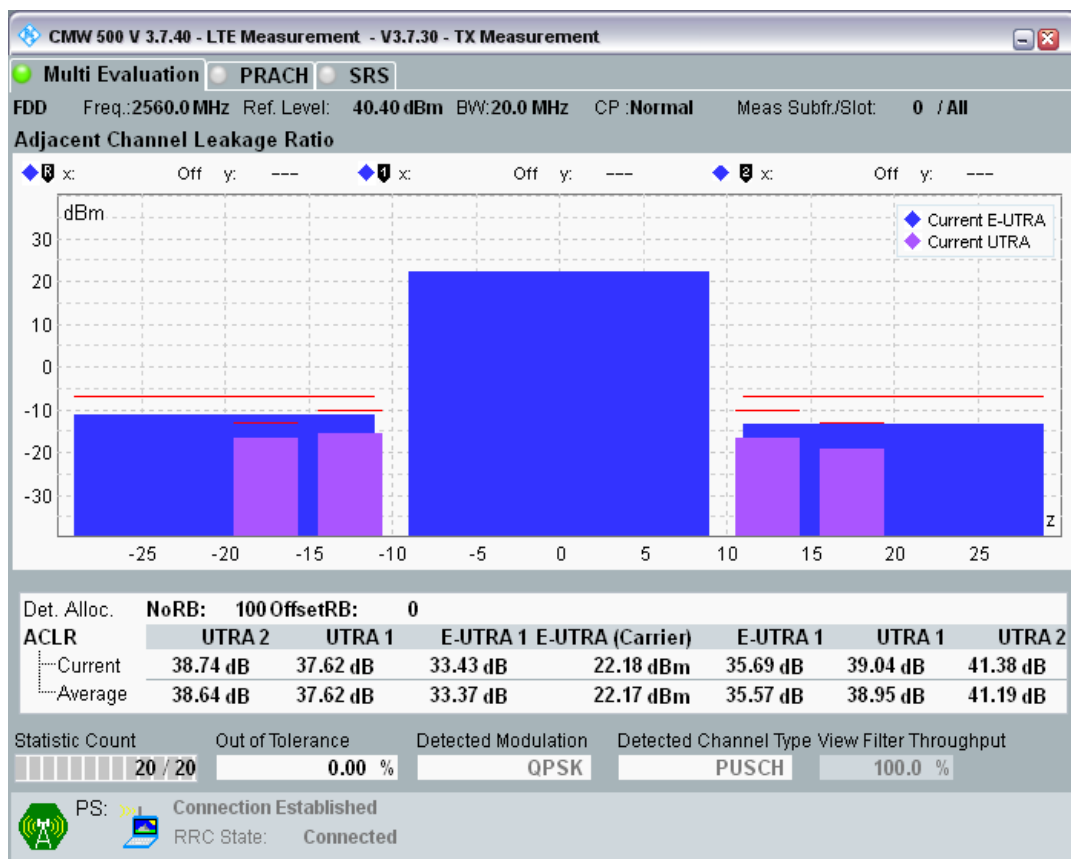 CMW 500 V 3.7.40 - LTE Measurement - V3.7.30 - TX Measurement
Multi Evaluation PRACH SRS
FDD Freq.:2560.0 MHz Ref. Level: 40.40 dBm BW:20.0 MHz CP :Normal Meas Subfr./Slot: 0 / All
Adjacent Channel Leakage Ratio
R x: Off y: --- 1 x: Off y: --- 2 x: Off y: ---
dBm
Current E-UTRA
Current UTRA
30
20
10
0
-10
-20
-30
z
-25 -20 -15 -10 -5 0 5 10 15 20 25
Det. Alloc. NoRB: 100 OffsetRB: 0
ACLR UTRA 2 UTRA 1 E-UTRA 1 E-UTRA (Carrier) E-UTRA 1 UTRA 1 UTRA 2
Current 38.74 dB 37.62 dB 33.43 dB 22.18 dBm 35.69 dB 39.04 dB 41.38 dB
Average 38.64 dB 37.62 dB 33.37 dB 22.17 dBm 35.57 dB 38.95 dB 41.19 dB
Statistic Count Out of Tolerance Detected Modulation Detected Channel Type View Filter Throughput
20 / 20 0.00 % QPSK PUSCH 100.0 %
PS: Connection Established
RRC State: Connected